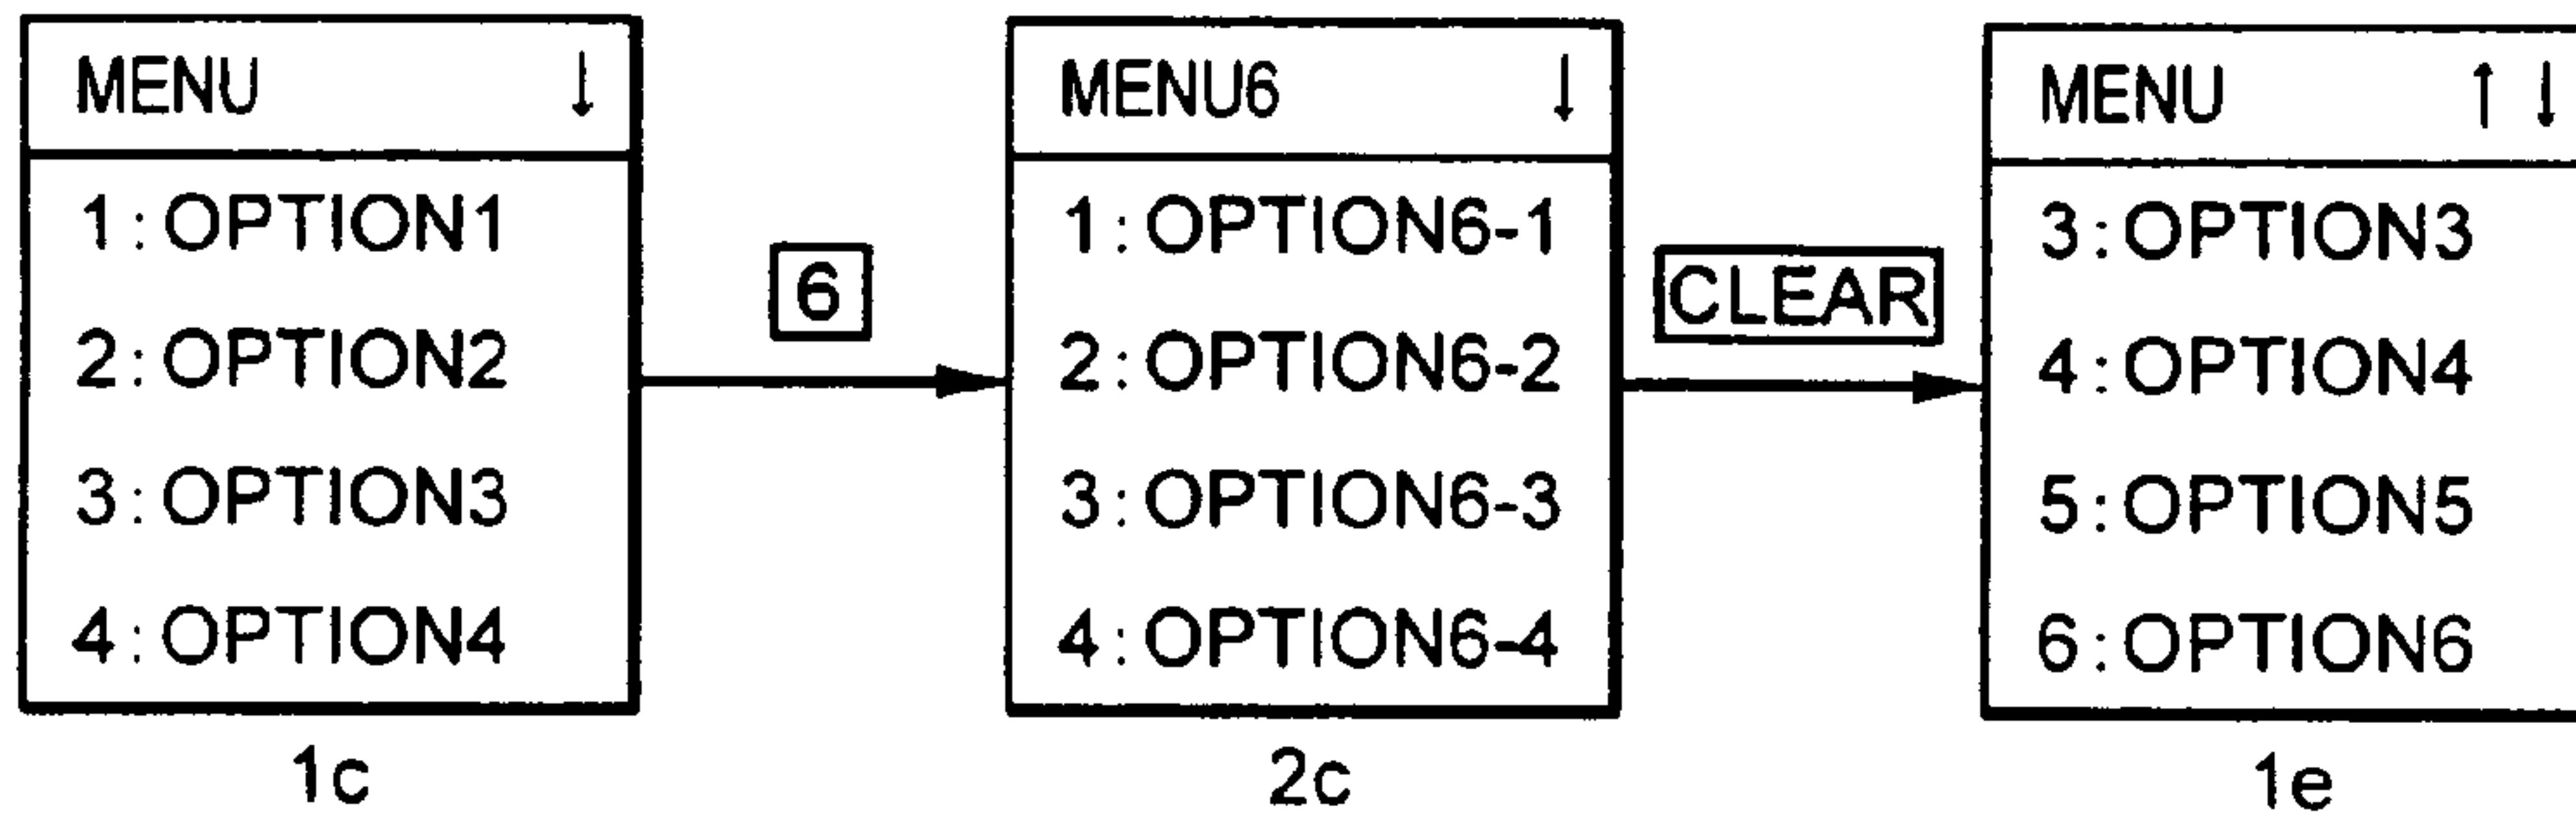 MENU ↓
1:OPTION1
2:OPTION2
3:OPTION3
4:OPTION4
1c
6
MENU6 ↓
1:OPTION6-1
2:OPTION6-2
3:OPTION6-3
4:OPTION6-4
2c
CLEAR
MENU ↑ ↓
3:OPTION3
4:OPTION4
5:OPTION5
6:OPTION6
1e